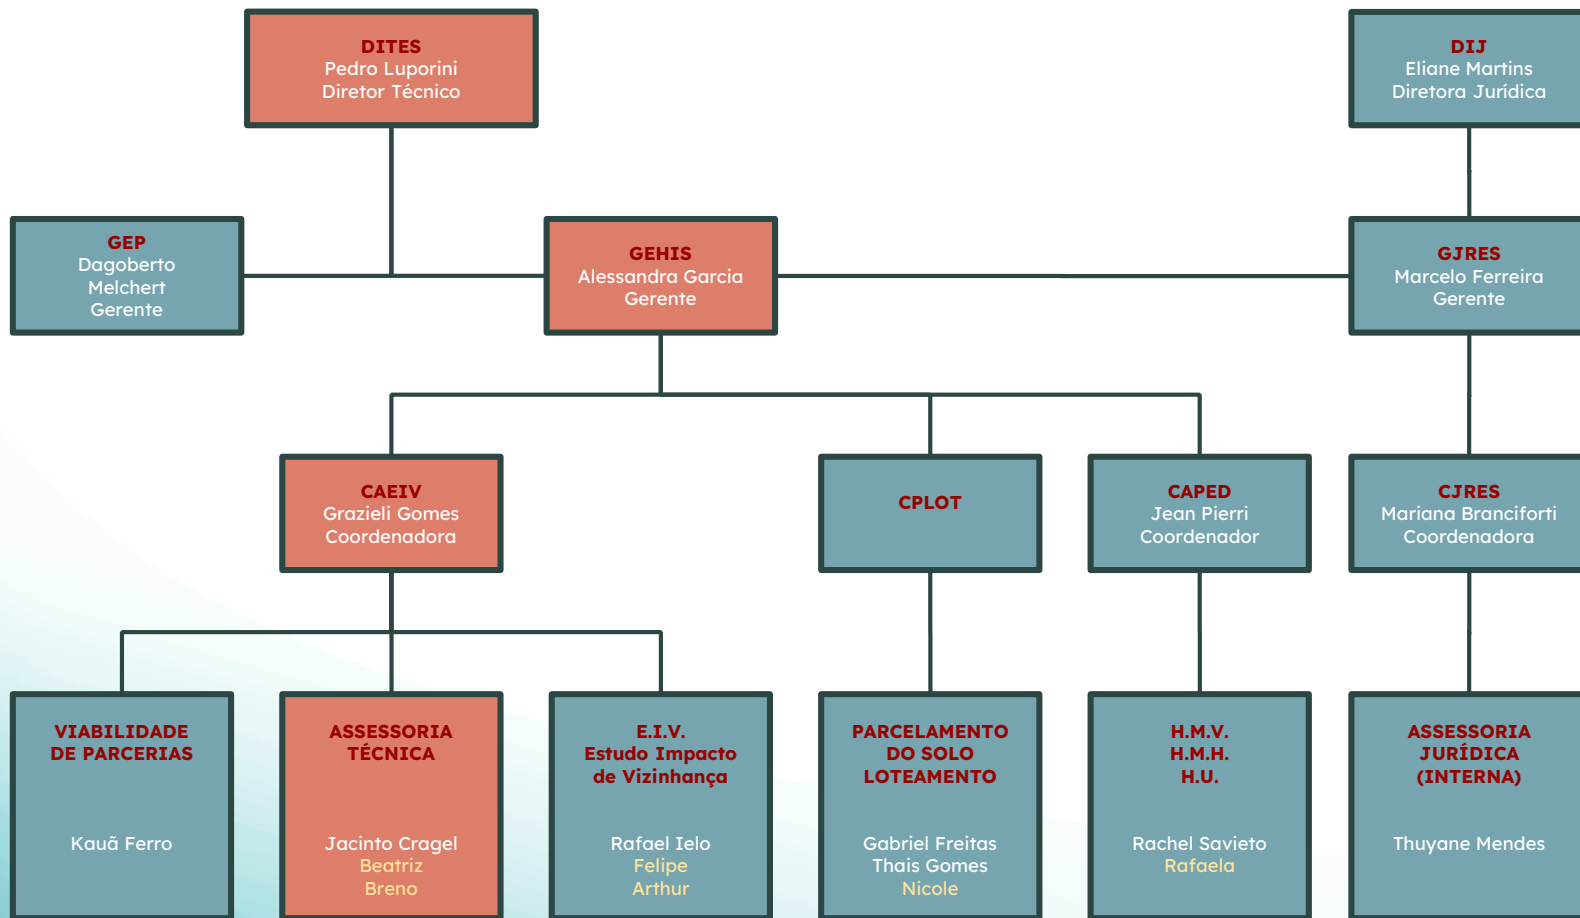 DITES
Pedro Luporini
Diretor Técnico
DIJ
Eliane Martins
Diretora Jurídica
GEP
Dagoberto
Melchert
Gerente
GEHIS
Alessandra Garcia
Gerente
GJRES
Marcelo Ferreira
Gerente
CAEIV
Grazieli Gomes
Coordenadora
CPLOT
CAPED
Jean Pierri
Coordenador
CJRES
Mariana Branciforti
Coordenadora
VIABILIDADE
DE PARCERIAS
Kauã Ferro
ASSESSORIA
TÉCNICA
Jacinto Cragel
Beatriz
Breno
E.I.V.
Estudo Impacto
de Vizinhança
Rafael Ielo
Felipe
Arthur
PARCELAMENTO
DO SOLO
LOTEAMENTO
Gabriel Freitas
Thais Gomes
Nicole
H.M.V.
H.M.H.
H.U.
Rachel Savieto
Rafaela
ASSESSORIA
JURÍDICA
(INTERNA)
Thuyane Mendes